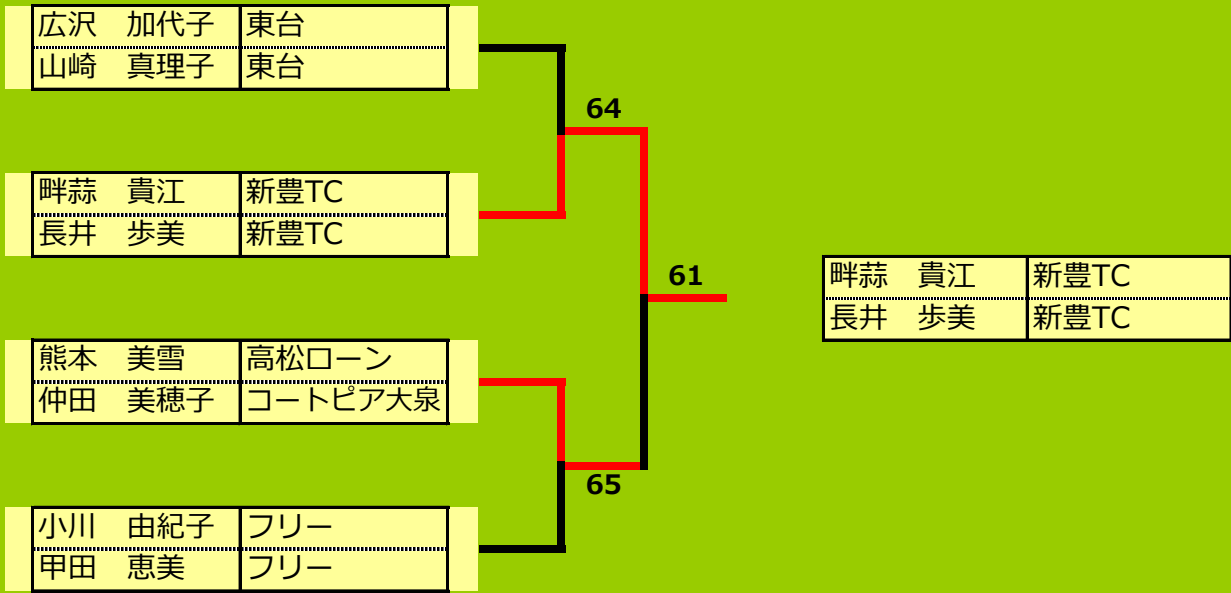 広沢　加代子 東台
山崎　真理子 東台
64
畔蒜　貴江 新豊TC
長井　歩美 新豊TC
61
畔蒜　貴江 新豊TC
長井　歩美 新豊TC
熊本　美雪 高松ローン
仲田　美穂子 コートピア大泉
65
小川　由紀子 フリー
甲田　恵美 フリー